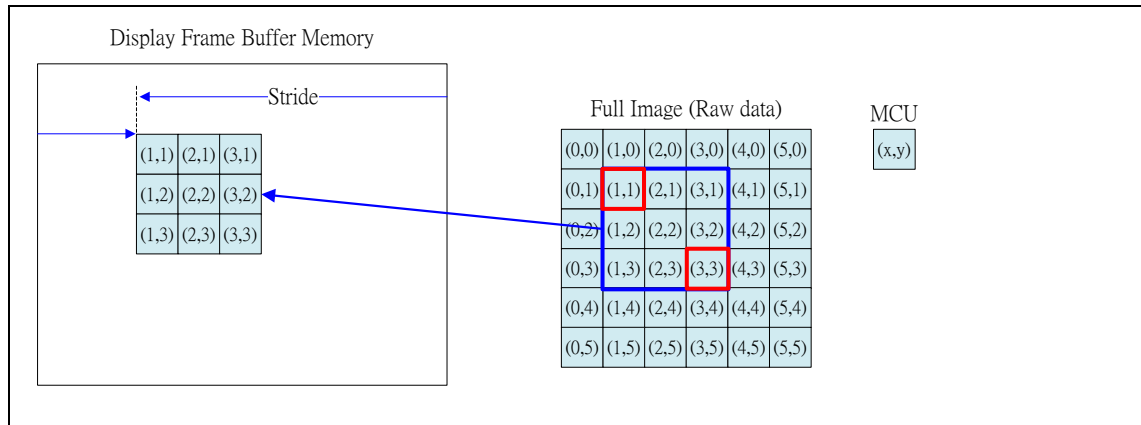 Display Frame Buffer Memory
Stride
(1,1) (2,1) (3,1)
(1,2) (2,2) (3,2)
(1,3) (2,3) (3,3)
Full Image (Raw data)
(0,0) (1,0) (2,0) (3,0) (4,0) (5,0)
(0,1) (1,1) (2,1) (3,1) (4,1) (5,1)
(0,2) (1,2) (2,2) (3,2) (4,2) (5,2)
(0,3) (1,3) (2,3) (3,3) (4,3) (5,3)
(0,4) (1,4) (2,4) (3,4) (4,4) (5,4)
(0,5) (1,5) (2,5) (3,5) (4,5) (5,5)
MCU
(x,y)